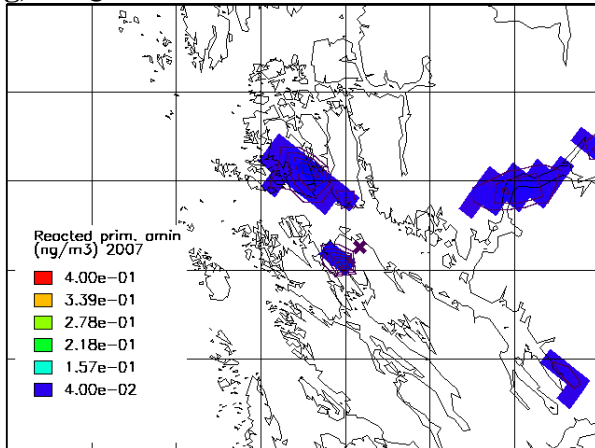 Reacted prim. amin
(ng/m3) 2007
4.00e-01
3.39e-01
2.78e-01
2.18e-01
1.57e-01
4.00e-02